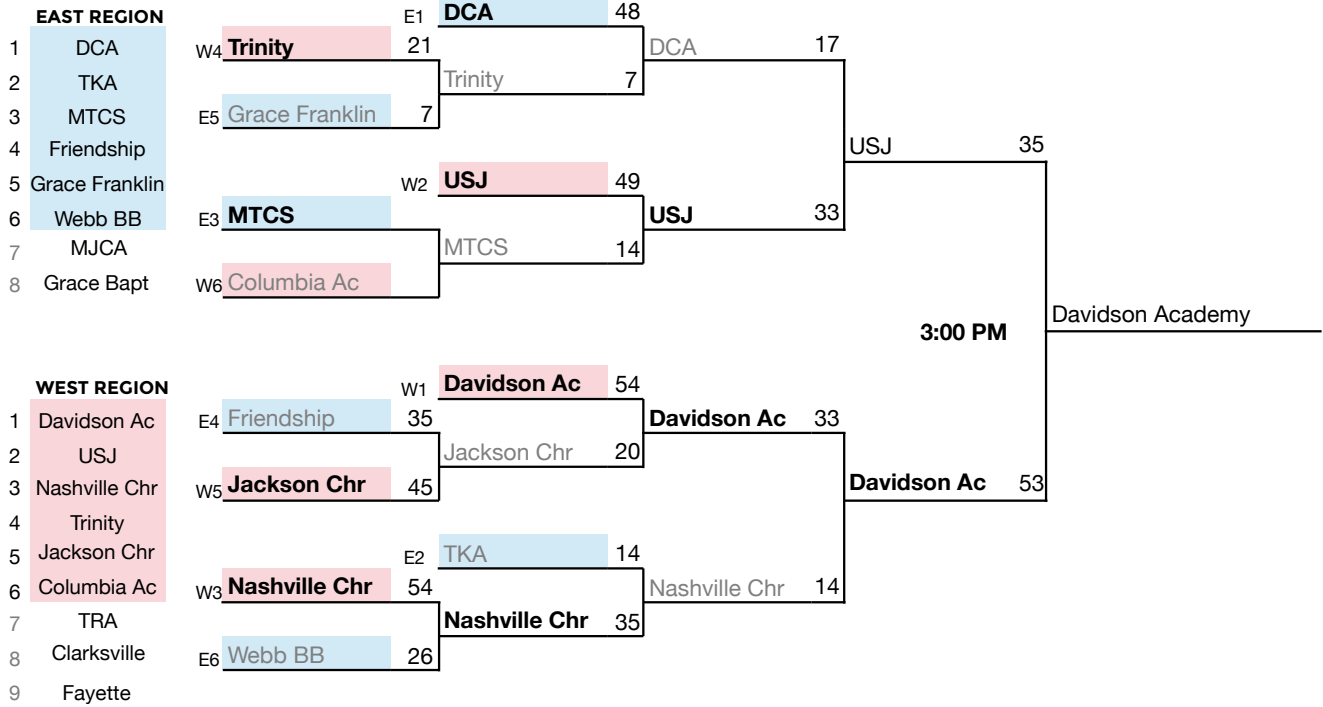 EAST REGION
1 DCA
2 TKA
3 MTCS
4 Friendship
5 Grace Franklin
6 Webb BB
7 MJCA
8 Grace Bapt
WEST REGION
1 Davidson Ac
2 USJ
3 Nashville Chr
4 Trinity
5 Jackson Chr
6 Columbia Ac
7 TRA
8 Clarksville
9 Fayette
W4 Trinity 21
E5 Grace Franklin 7
E3 MTCS
W6 Columbia Ac
E4 Friendship 35
W5 Jackson Chr 45
W3 Nashville Chr 54
E6 Webb BB 26
E1 DCA 48
Trinity 7
W2 USJ 49
MTCS 14
W1 Davidson Ac 54
Jackson Chr 20
E2 TKA 14
Nashville Chr 35
DCA 17
USJ 33
Davidson Ac 33
Nashville Chr 14
USJ 35
Davidson Ac 53
3:00 PM
Davidson Academy